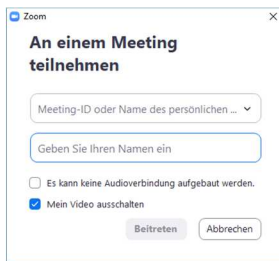 Zoom
An einem Meeting
teilnehmen
Meeting-ID oder Name des persönlichen ...
Geben Sie Ihren Namen ein
Es kann keine Audioverbindung aufgebaut werden.
Mein Video ausschalten
Beitreten Abbrechen